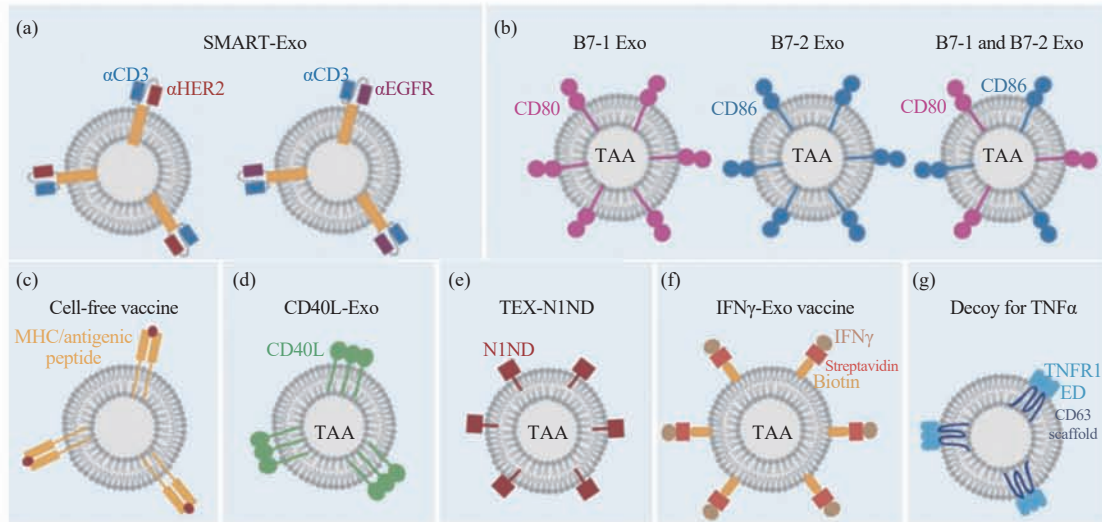 (a)
SMART-Exo
αCD3
αHER2
αCD3
αEGFR
(b)
B7-1 Exo
B7-2 Exo
B7-1 and B7-2 Exo
CD80
TAA
CD86
TAA
CD86
CD80
TAA
(c)
Cell-free vaccine
MHC/antigenic
peptide
(d)
CD40L-Exo
CD40L
TAA
(e)
TEX-N1ND
N1ND
TAA
(f)
IFNγ-Exo vaccine
IFNγ
Streptavidin
Biotin
TAA
(g)
Decoy for TNFα
TNFR1
ED
CD63
scaffold